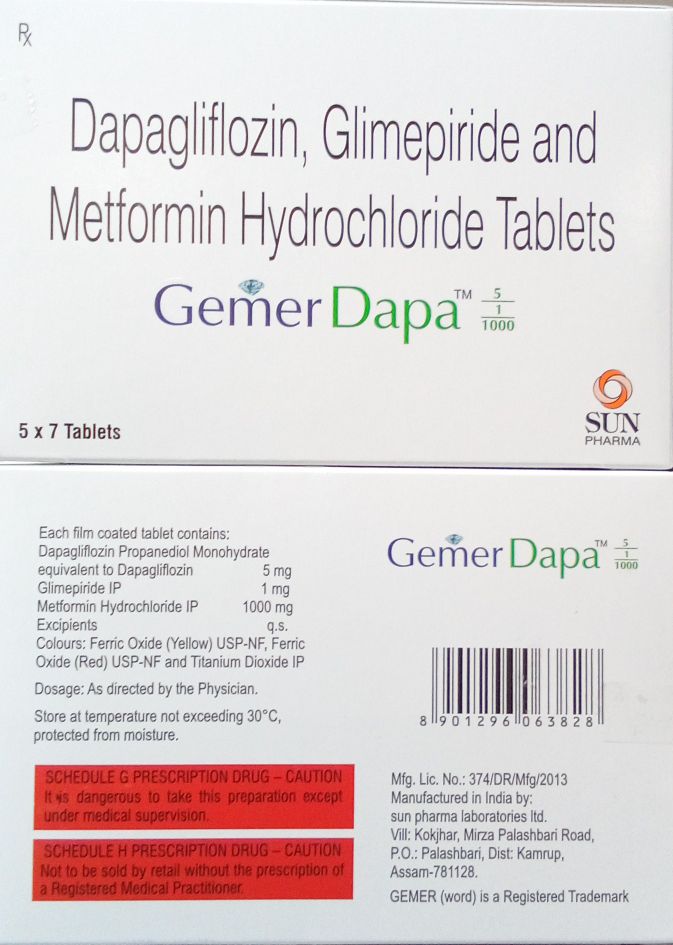 Rx
Dapagliflozin, Glimepiride and
Metformin Hydrochloride Tablets
GemerDapa™ 5/1/1000
5 x 7 Tablets
SUN
PHARMA
Each film coated tablet contains:
Dapagliflozin Propanediol Monohydrate
equivalent to Dapagliflozin 5 mg
Glimepiride IP 1 mg
Metformin Hydrochloride IP 1000 mg
Excipients q.s.
Colours: Ferric Oxide (Yellow) USP-NF, Ferric
Oxide (Red) USP-NF and Titanium Dioxide IP
Dosage: As directed by the Physician.
Store at temperature not exceeding 30°C,
protected from moisture.
SCHEDULE G PRESCRIPTION DRUG – CAUTION
It is dangerous to take this preparation except
under medical supervision.
SCHEDULE H PRESCRIPTION DRUG – CAUTION
Not to be sold by retail without the prescription of
a Registered Medical Practitioner.
GemerDapa™ 5/1/1000
8 901296 063828
Mfg. Lic. No.: 374/DR/Mfg/2013
Manufactured in India by:
sun pharma laboratories ltd.
Vill: Kokjhar, Mirza Palashbari Road,
P.O.: Palashbari, Dist: Kamrup,
Assam-781128.
GEMER (word) is a Registered Trademark